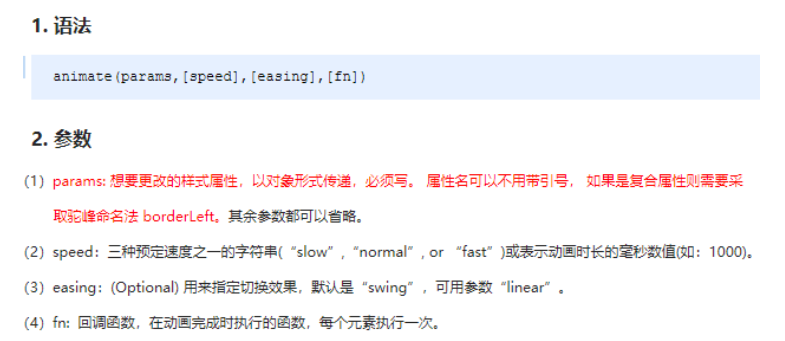 1. 语法
animate(params,[speed],[easing],[fn])
2. 参数
（1）params: 想要更改的样式属性，以对象形式传递，必须写。 属性名可以不用带引号， 如果是复合属性则需要采
取驼峰命名法 borderLeft。其余参数都可以省略。
（2）speed：三种预定速度之一的字符串(“slow”,“normal”, or “fast”)或表示动画时长的毫秒数值(如：1000)。
（3）easing：(Optional) 用来指定切换效果，默认是“swing”，可用参数“linear”。
（4）fn: 回调函数，在动画完成时执行的函数，每个元素执行一次。